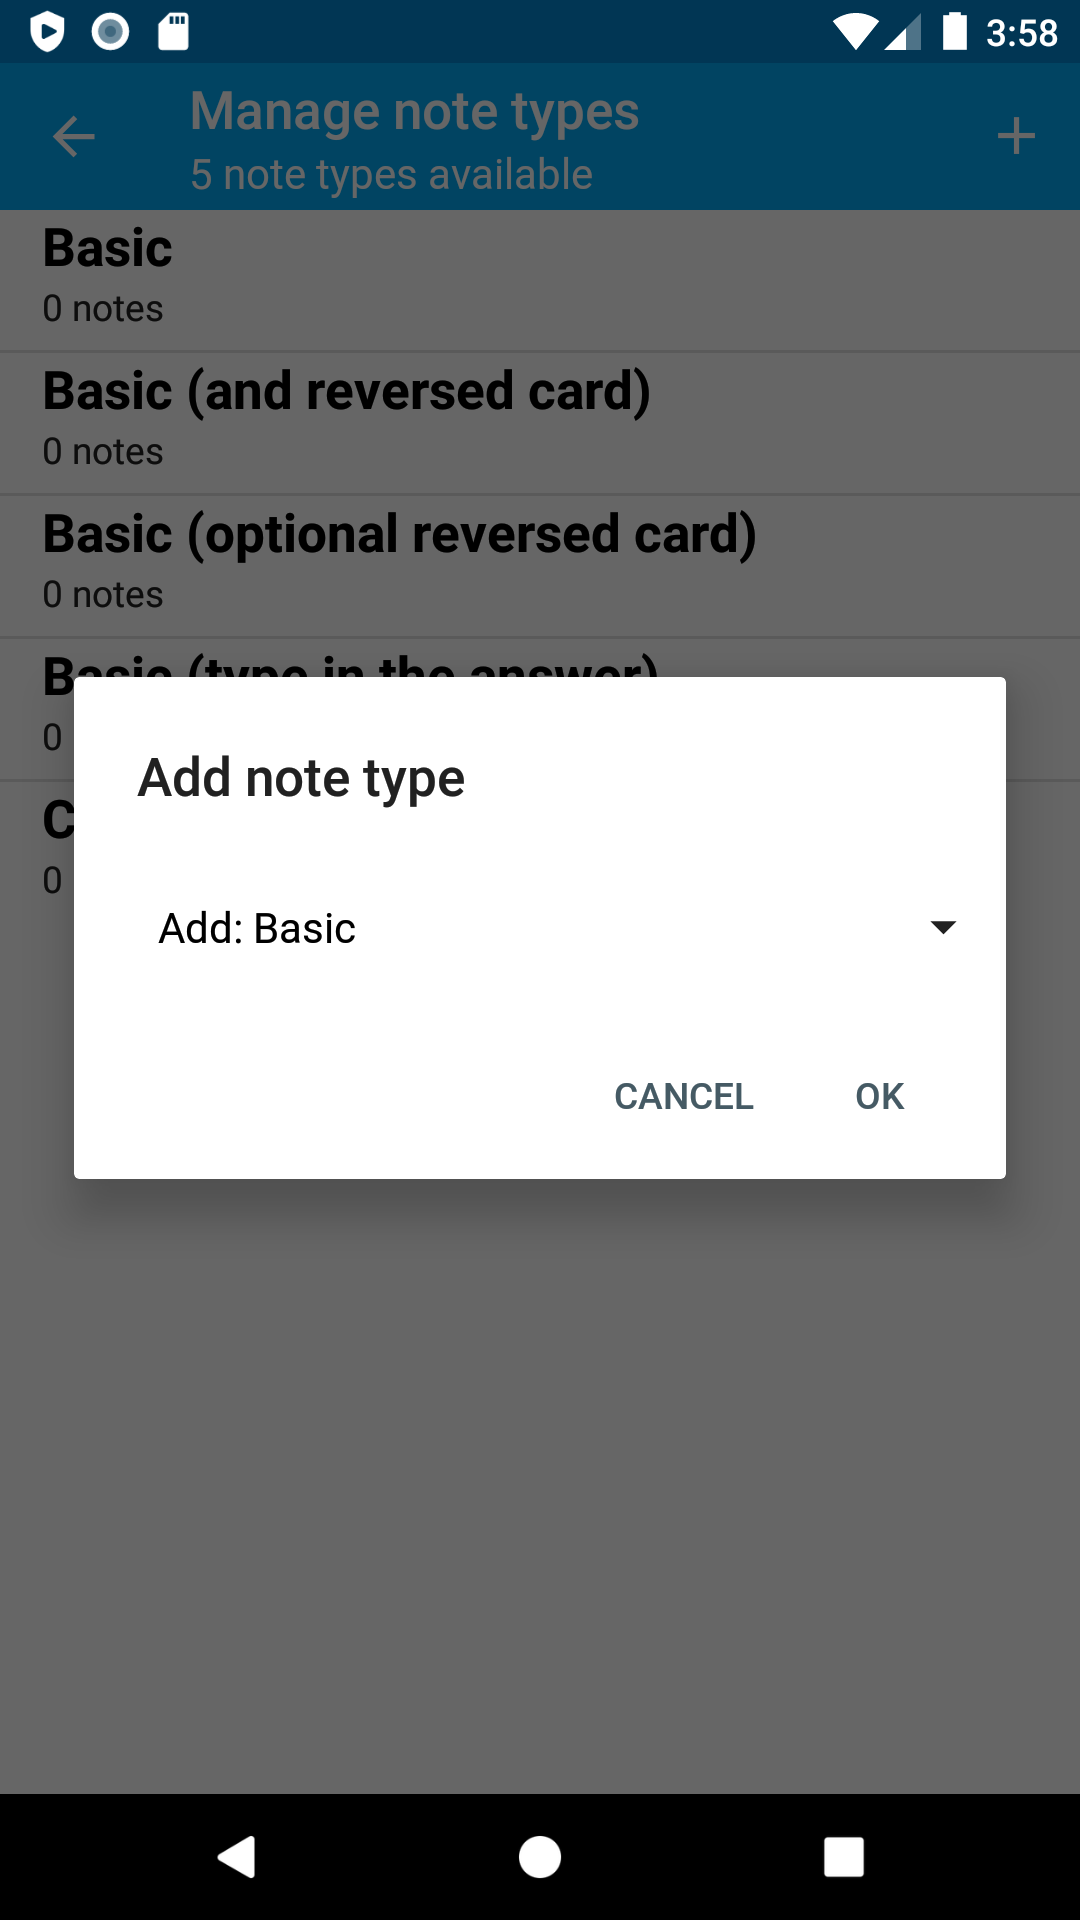 3:58
Manage note types
5 note types available
Basic
0 notes
Basic (and reversed card)
0 notes
Basic (optional reversed card)
0 notes
Basic (type in the answer)
0
C
0
Add note type
Add: Basic
CANCEL
OK